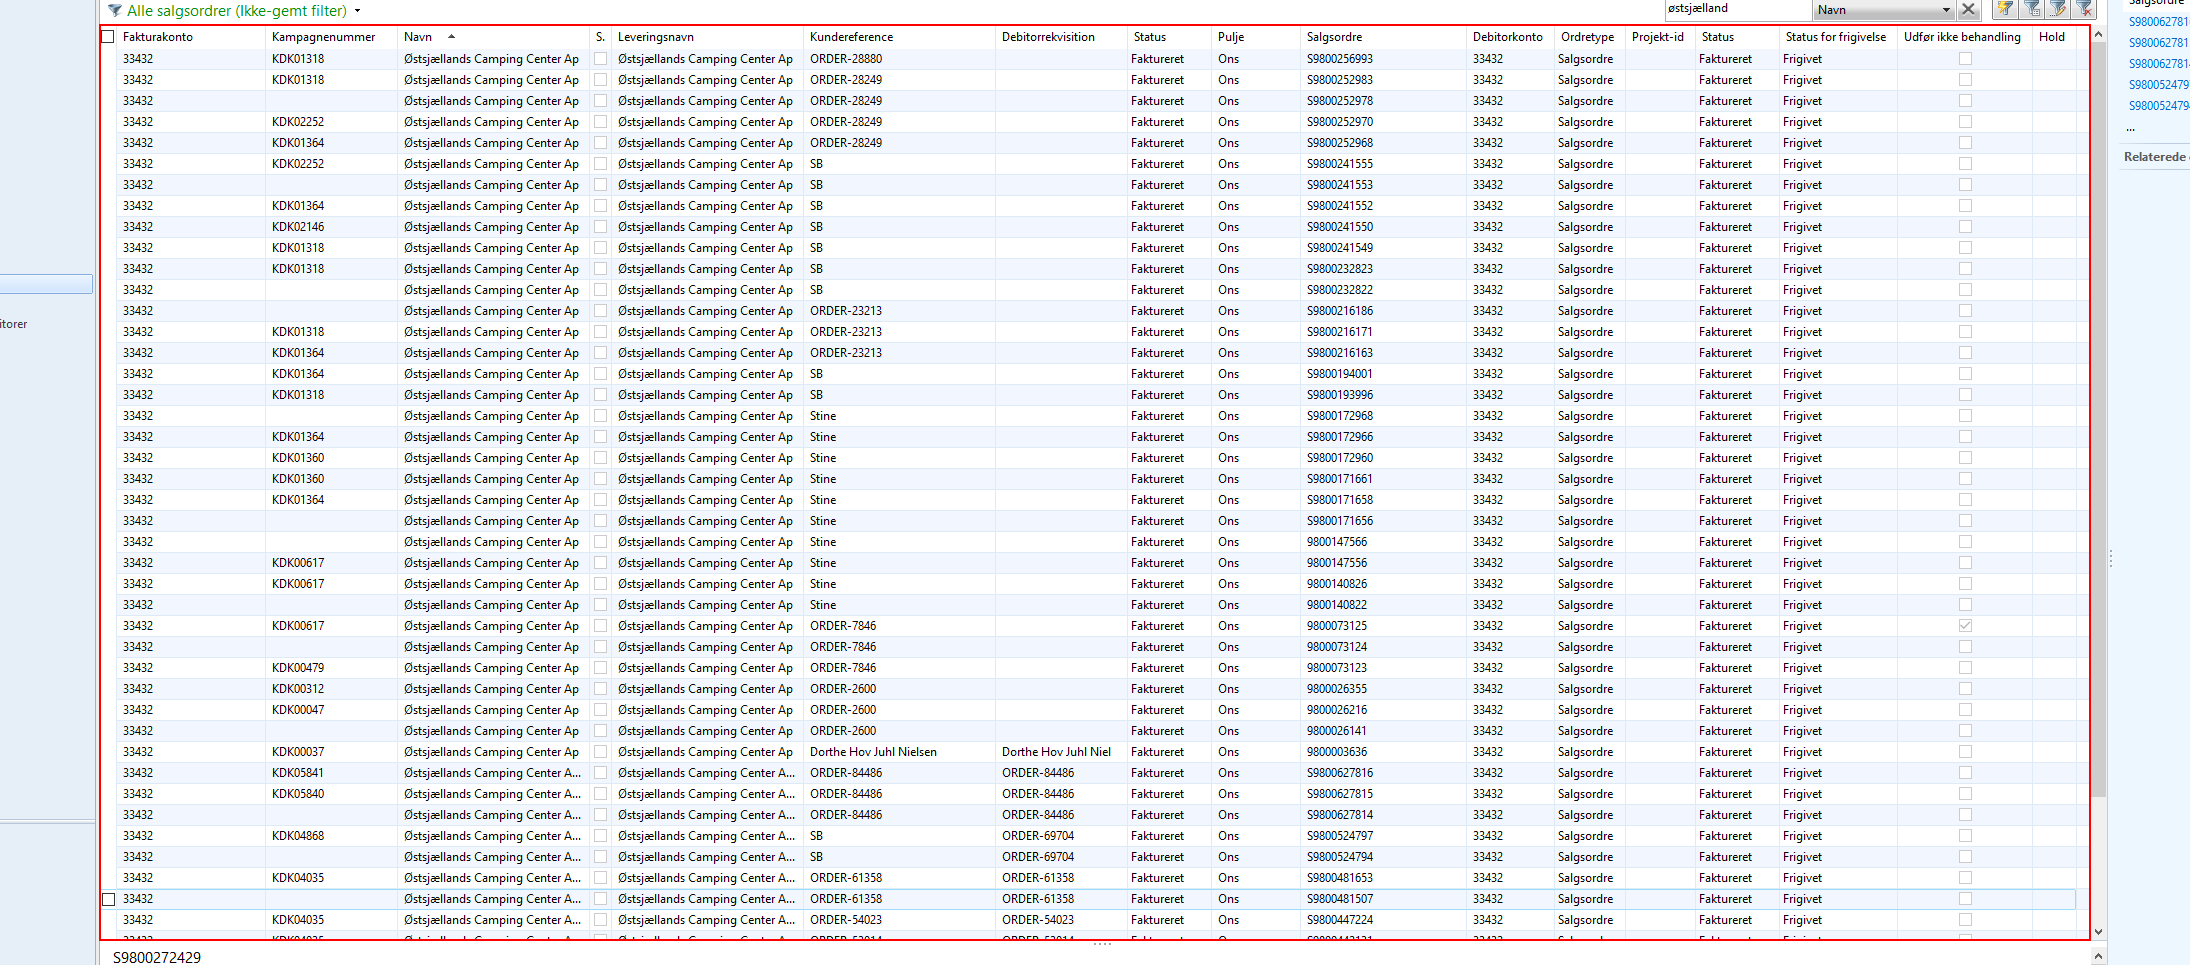 Alle salgsordrer (Ikke-gemt filter)
østsjælland Navn
Fakturakonto Kampagnenummer Navn S. Leveringsnavn Kundereference Debitorrekvisition Status Pulje Salgsordre Debitorkonto Ordretype Projekt-id Status Status for frigivelse Udfør ikke behandling Hold
33432 KDK01318 Østsjællands Camping Center Ap Østsjællands Camping Center Ap ORDER-28880 Faktureret Ons S9800256993 33432 Salgsordre Faktureret Frigivet
33432 KDK01318 Østsjællands Camping Center Ap Østsjællands Camping Center Ap ORDER-28249 Faktureret Ons S9800252983 33432 Salgsordre Faktureret Frigivet
33432 Østsjællands Camping Center Ap Østsjællands Camping Center Ap ORDER-28249 Faktureret Ons S9800252978 33432 Salgsordre Faktureret Frigivet
33432 KDK02252 Østsjællands Camping Center Ap Østsjællands Camping Center Ap ORDER-28249 Faktureret Ons S9800252970 33432 Salgsordre Faktureret Frigivet
33432 KDK01364 Østsjællands Camping Center Ap Østsjællands Camping Center Ap ORDER-28249 Faktureret Ons S9800252968 33432 Salgsordre Faktureret Frigivet
33432 KDK02252 Østsjællands Camping Center Ap Østsjællands Camping Center Ap SB Faktureret Ons S9800241555 33432 Salgsordre Faktureret Frigivet
33432 Østsjællands Camping Center Ap Østsjællands Camping Center Ap SB Faktureret Ons S9800241553 33432 Salgsordre Faktureret Frigivet
33432 KDK01364 Østsjællands Camping Center Ap Østsjællands Camping Center Ap SB Faktureret Ons S9800241552 33432 Salgsordre Faktureret Frigivet
33432 KDK02146 Østsjællands Camping Center Ap Østsjællands Camping Center Ap SB Faktureret Ons S9800241550 33432 Salgsordre Faktureret Frigivet
33432 KDK01318 Østsjællands Camping Center Ap Østsjællands Camping Center Ap SB Faktureret Ons S9800241549 33432 Salgsordre Faktureret Frigivet
33432 KDK01318 Østsjællands Camping Center Ap Østsjællands Camping Center Ap SB Faktureret Ons S9800232823 33432 Salgsordre Faktureret Frigivet
33432 Østsjællands Camping Center Ap Østsjællands Camping Center Ap SB Faktureret Ons S9800232822 33432 Salgsordre Faktureret Frigivet
33432 Østsjællands Camping Center Ap Østsjællands Camping Center Ap ORDER-23213 Faktureret Ons S9800216186 33432 Salgsordre Faktureret Frigivet
33432 KDK01318 Østsjællands Camping Center Ap Østsjællands Camping Center Ap ORDER-23213 Faktureret Ons S9800216171 33432 Salgsordre Faktureret Frigivet
33432 KDK01364 Østsjællands Camping Center Ap Østsjællands Camping Center Ap ORDER-23213 Faktureret Ons S9800216163 33432 Salgsordre Faktureret Frigivet
33432 KDK01364 Østsjællands Camping Center Ap Østsjællands Camping Center Ap SB Faktureret Ons S9800194001 33432 Salgsordre Faktureret Frigivet
33432 KDK01318 Østsjællands Camping Center Ap Østsjællands Camping Center Ap SB Faktureret Ons S9800193996 33432 Salgsordre Faktureret Frigivet
33432 Østsjællands Camping Center Ap Østsjællands Camping Center Ap Stine Faktureret Ons S9800172968 33432 Salgsordre Faktureret Frigivet
33432 KDK01364 Østsjællands Camping Center Ap Østsjællands Camping Center Ap Stine Faktureret Ons S9800172966 33432 Salgsordre Faktureret Frigivet
33432 KDK01360 Østsjællands Camping Center Ap Østsjællands Camping Center Ap Stine Faktureret Ons S9800172960 33432 Salgsordre Faktureret Frigivet
33432 KDK01360 Østsjællands Camping Center Ap Østsjællands Camping Center Ap Stine Faktureret Ons S9800171661 33432 Salgsordre Faktureret Frigivet
33432 KDK01364 Østsjællands Camping Center Ap Østsjællands Camping Center Ap Stine Faktureret Ons S9800171658 33432 Salgsordre Faktureret Frigivet
33432 Østsjællands Camping Center Ap Østsjællands Camping Center Ap Stine Faktureret Ons S9800171656 33432 Salgsordre Faktureret Frigivet
33432 Østsjællands Camping Center Ap Østsjællands Camping Center Ap Stine Faktureret Ons 9800147566 33432 Salgsordre Faktureret Frigivet
33432 KDK00617 Østsjællands Camping Center Ap Østsjællands Camping Center Ap Stine Faktureret Ons 9800147556 33432 Salgsordre Faktureret Frigivet
33432 KDK00617 Østsjællands Camping Center Ap Østsjællands Camping Center Ap Stine Faktureret Ons 9800140826 33432 Salgsordre Faktureret Frigivet
33432 Østsjællands Camping Center Ap Østsjællands Camping Center Ap Stine Faktureret Ons 9800140822 33432 Salgsordre Faktureret Frigivet
33432 KDK00617 Østsjællands Camping Center Ap Østsjællands Camping Center Ap ORDER-7846 Faktureret Ons 9800073125 33432 Salgsordre Faktureret Frigivet
33432 Østsjællands Camping Center Ap Østsjællands Camping Center Ap ORDER-7846 Faktureret Ons 9800073124 33432 Salgsordre Faktureret Frigivet
33432 KDK00479 Østsjællands Camping Center Ap Østsjællands Camping Center Ap ORDER-7846 Faktureret Ons 9800073123 33432 Salgsordre Faktureret Frigivet
33432 KDK00312 Østsjællands Camping Center Ap Østsjællands Camping Center Ap ORDER-2600 Faktureret Ons 9800026355 33432 Salgsordre Faktureret Frigivet
33432 KDK00047 Østsjællands Camping Center Ap Østsjællands Camping Center Ap ORDER-2600 Faktureret Ons 9800026216 33432 Salgsordre Faktureret Frigivet
33432 Østsjællands Camping Center Ap Østsjællands Camping Center Ap ORDER-2600 Faktureret Ons 9800026141 33432 Salgsordre Faktureret Frigivet
33432 KDK00037 Østsjællands Camping Center Ap Østsjællands Camping Center Ap Dorthe Hov Juhl Nielsen Dorthe Hov Juhl Niel Faktureret Ons 9800003636 33432 Salgsordre Faktureret Frigivet
33432 KDK05841 Østsjællands Camping Center A... Østsjællands Camping Center A... ORDER-84486 ORDER-84486 Faktureret Ons S9800627816 33432 Salgsordre Faktureret Frigivet
33432 KDK05840 Østsjællands Camping Center A... Østsjællands Camping Center A... ORDER-84486 ORDER-84486 Faktureret Ons S9800627815 33432 Salgsordre Faktureret Frigivet
33432 Østsjællands Camping Center A... Østsjællands Camping Center A... ORDER-84486 ORDER-84486 Faktureret Ons S9800627814 33432 Salgsordre Faktureret Frigivet
33432 KDK04868 Østsjællands Camping Center A... Østsjællands Camping Center A... SB ORDER-69704 Faktureret Ons S9800524797 33432 Salgsordre Faktureret Frigivet
33432 Østsjællands Camping Center A... Østsjællands Camping Center A... SB ORDER-69704 Faktureret Ons S9800524794 33432 Salgsordre Faktureret Frigivet
33432 KDK04035 Østsjællands Camping Center A... Østsjællands Camping Center A... ORDER-61358 ORDER-61358 Faktureret Ons S9800481653 33432 Salgsordre Faktureret Frigivet
33432 Østsjællands Camping Center A... Østsjællands Camping Center A... ORDER-61358 ORDER-61358 Faktureret Ons S9800481507 33432 Salgsordre Faktureret Frigivet
33432 KDK04035 Østsjællands Camping Center A... Østsjællands Camping Center A... ORDER-54023 ORDER-54023 Faktureret Ons S9800447224 33432 Salgsordre Faktureret Frigivet
S9800272429
itorer
Salgsordre
S980062781
S980062781
S980062781
S980052479
S980052479
...
Relaterede